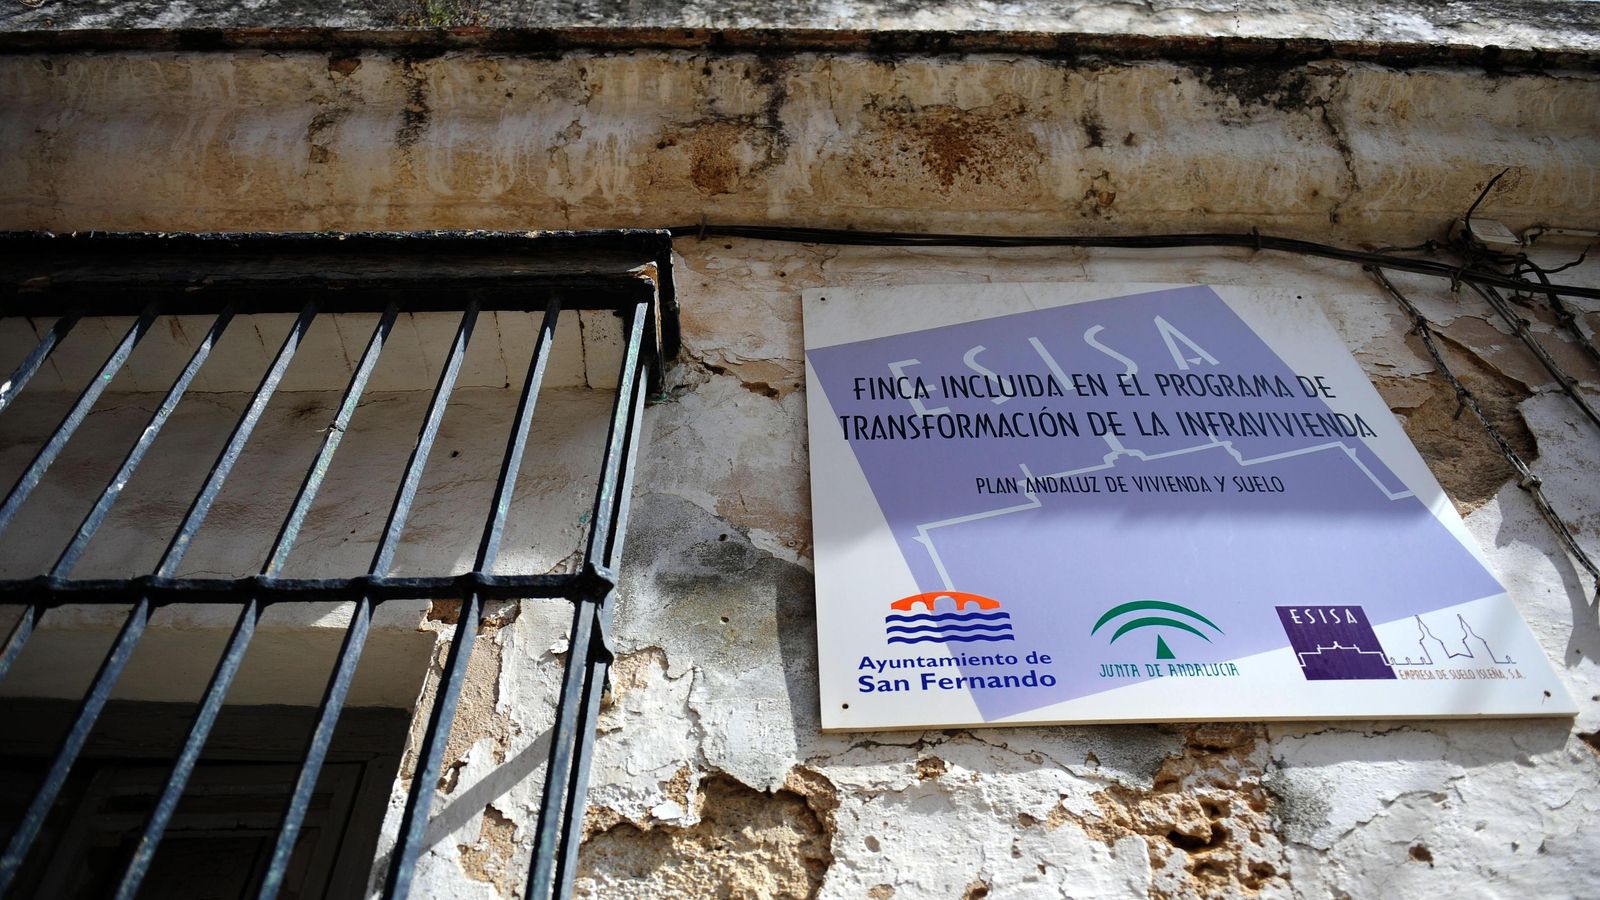 ESISA
FINCA INCLUIDA EN EL PROGRAMA DE
TRANSFORMACIÓN DE LA INFRAVIVIENDA
PLAN ANDALUZ DE VIVIENDA Y SUELO
Ayuntamiento de
San Fernando
JUNTA DE ANDALUCIA
ESISA
EMPRESA DE SUELO ISLEÑA, S.A.